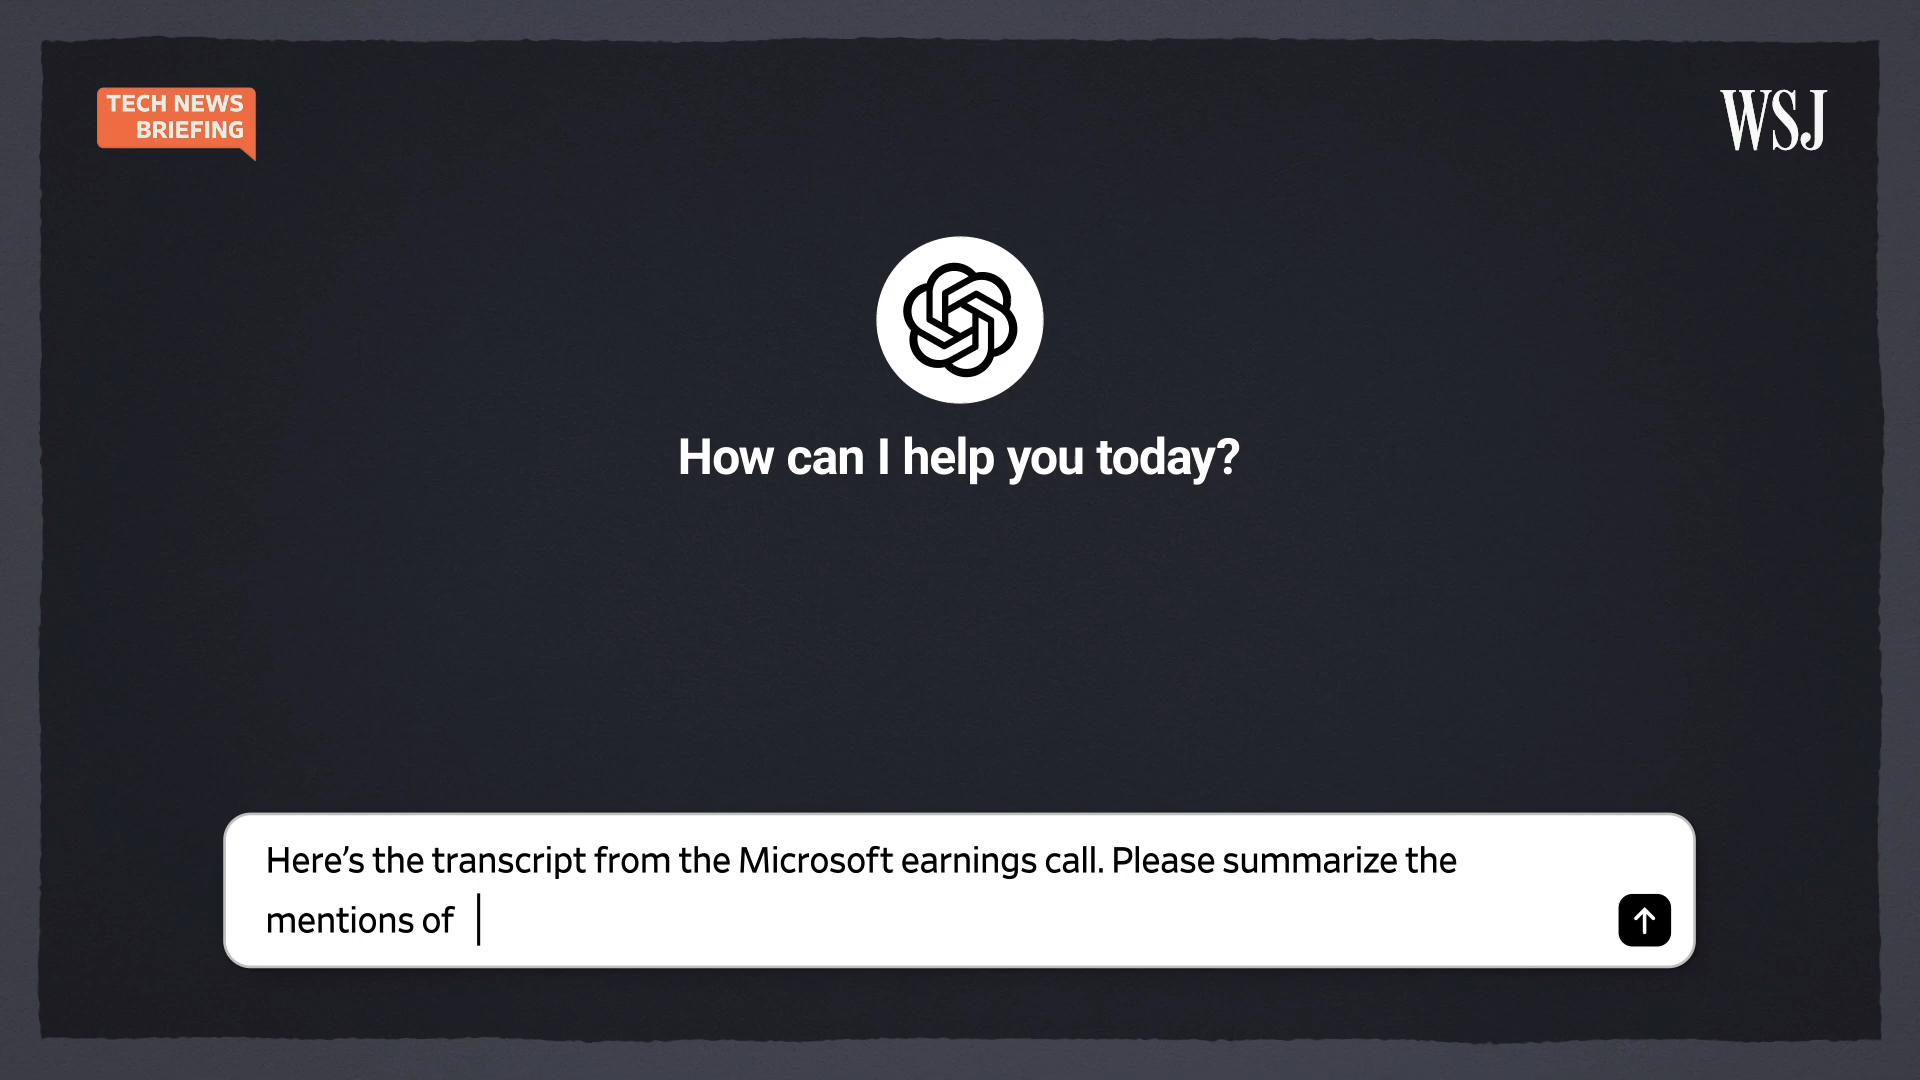 TECH NEWS
BRIEFING
WSJ
How can I help you today?
Here’s the transcript from the Microsoft earnings call. Please summarize the
mentions of